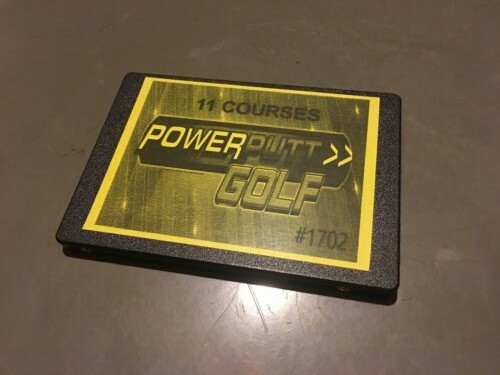 11 COURSES
POWERPUTT >>
GOLF
#1702